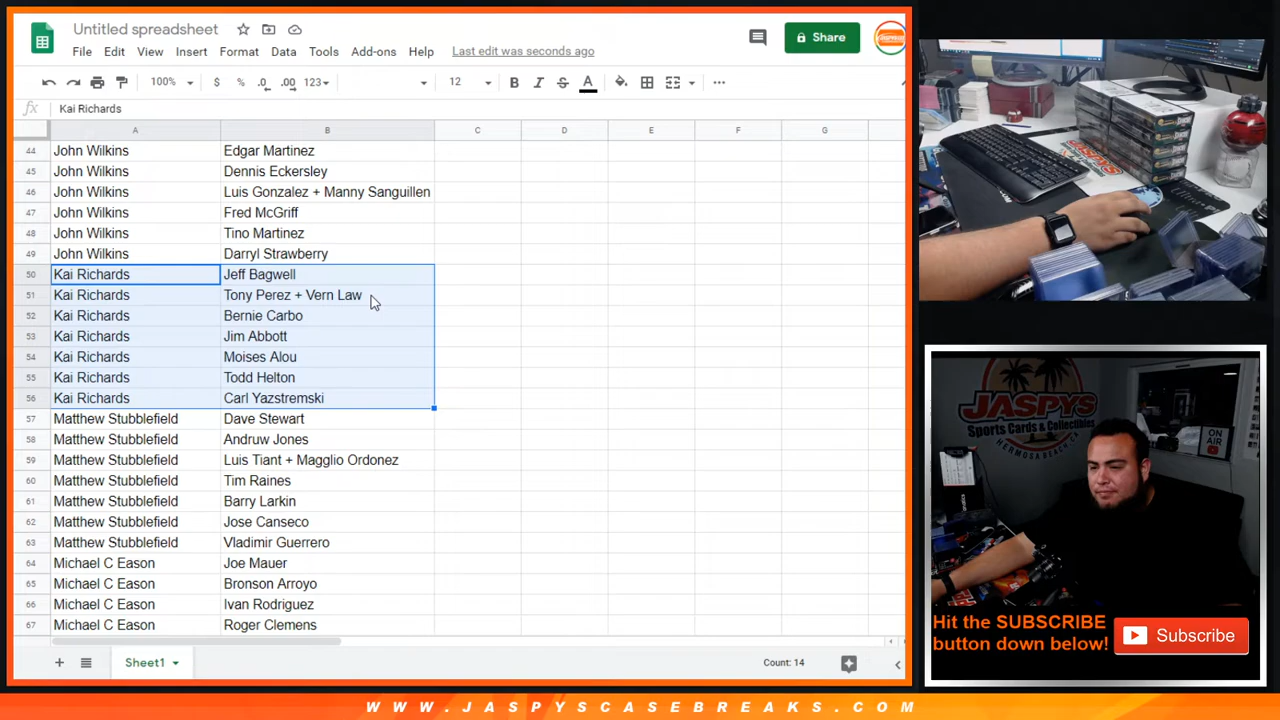 Untitled spreadsheet
File Edit View Insert Format Data Tools Add-ons Help Last edit was seconds ago
Share
100% $ % .0 .00 123 12 B I S A
fx Kai Richards
A B C D E F G
44 John Wilkins Edgar Martinez
45 John Wilkins Dennis Eckersley
46 John Wilkins Luis Gonzalez + Manny Sanguillen
47 John Wilkins Fred McGriff
48 John Wilkins Tino Martinez
49 John Wilkins Darryl Strawberry
50 Kai Richards Jeff Bagwell
51 Kai Richards Tony Perez + Vern Law
52 Kai Richards Bernie Carbo
53 Kai Richards Jim Abbott
54 Kai Richards Moises Alou
55 Kai Richards Todd Helton
56 Kai Richards Carl Yazstremski
57 Matthew Stubblefield Dave Stewart
58 Matthew Stubblefield Andruw Jones
59 Matthew Stubblefield Luis Tiant + Magglio Ordonez
60 Matthew Stubblefield Tim Raines
61 Matthew Stubblefield Barry Larkin
62 Matthew Stubblefield Jose Canseco
63 Matthew Stubblefield Vladimir Guerrero
64 Michael C Eason Joe Mauer
65 Michael C Eason Bronson Arroyo
66 Michael C Eason Ivan Rodriguez
67 Michael C Eason Roger Clemens
Sheet1
Count: 14
JASPYS
JASPYS
Sports Cards & Collectibles
HERMOSA BEACH, CA
ON
AIR
Hit the SUBSCRIBE
button down below!
Subscribe
WWW.JASPYSCASEBREAKS.COM